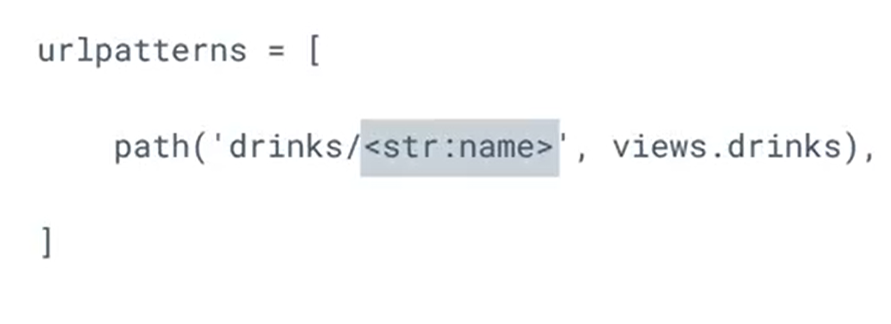 urlpatterns = [
path('drinks/<str:name>', views.drinks),
]